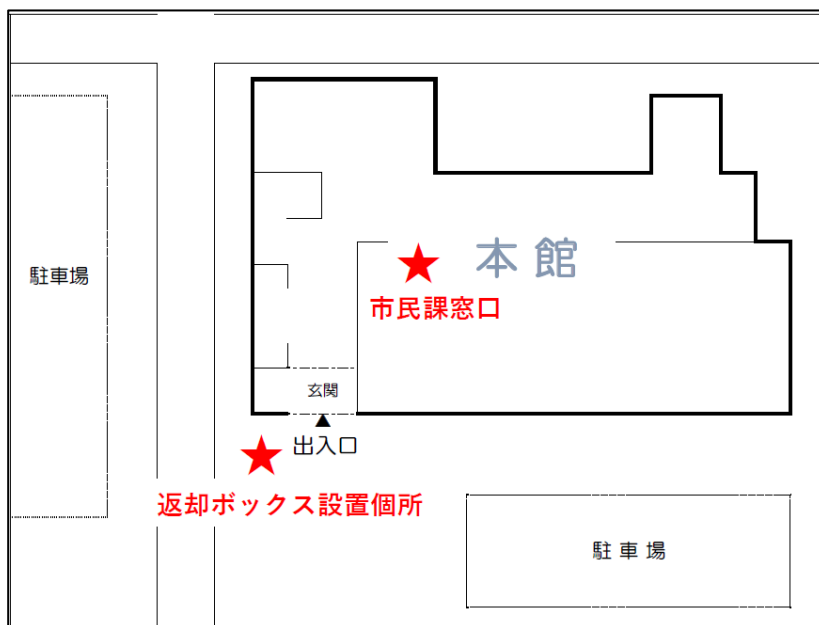 本館
駐車場
市民課窓口
玄関
▲
出入口
返却ボックス設置個所
駐車場